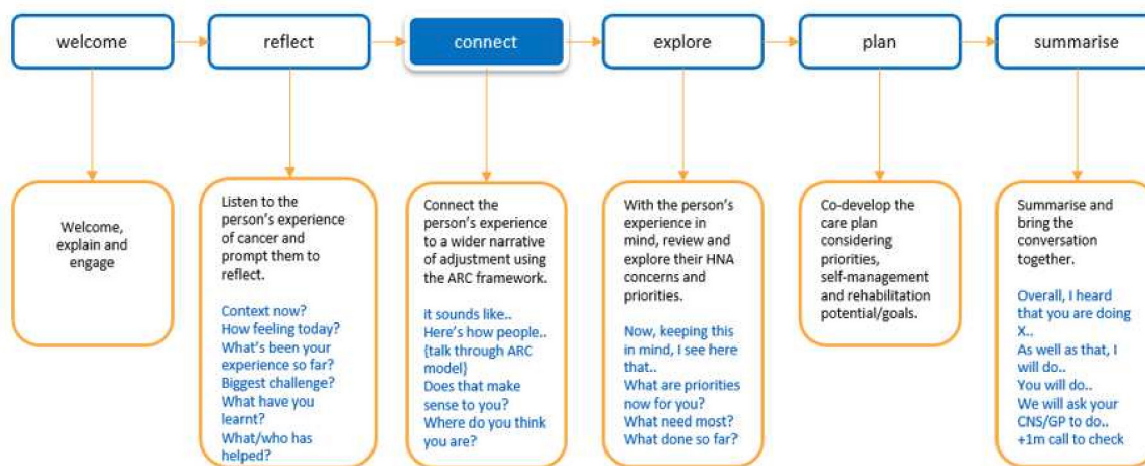 welcome
reflect
connect
explore
plan
summarise
Welcome,
explain and
engage
Listen to the
person's experience
of cancer and
prompt them to
reflect.
Context now?
How feeling today?
What's been your
experience so far?
Biggest challenge?
What have you
learnt?
What/who has
helped?
Connect the
person's experience
to a wider narrative
of adjustment using
the ARC framework.
It sounds like..
Here's how people..
{talk through ARC
model}
Does that make
sense to you?
Where do you think
you are?
With the person's
experience in
mind, review and
explore their HNA
concerns and
priorities.
Now, keeping this
in mind, I see here
that..
What are priorities
now for you?
What need most?
What done so far?
Co-develop the
care plan
considering
priorities,
self-management
and rehabilitation
potential/goals.
Summarise and
bring the
conversation
together.
Overall, I heard
that you are doing
X..
As well as that, I
will do..
You will do..
We will ask your
CNS/GP to do..
+1m call to check